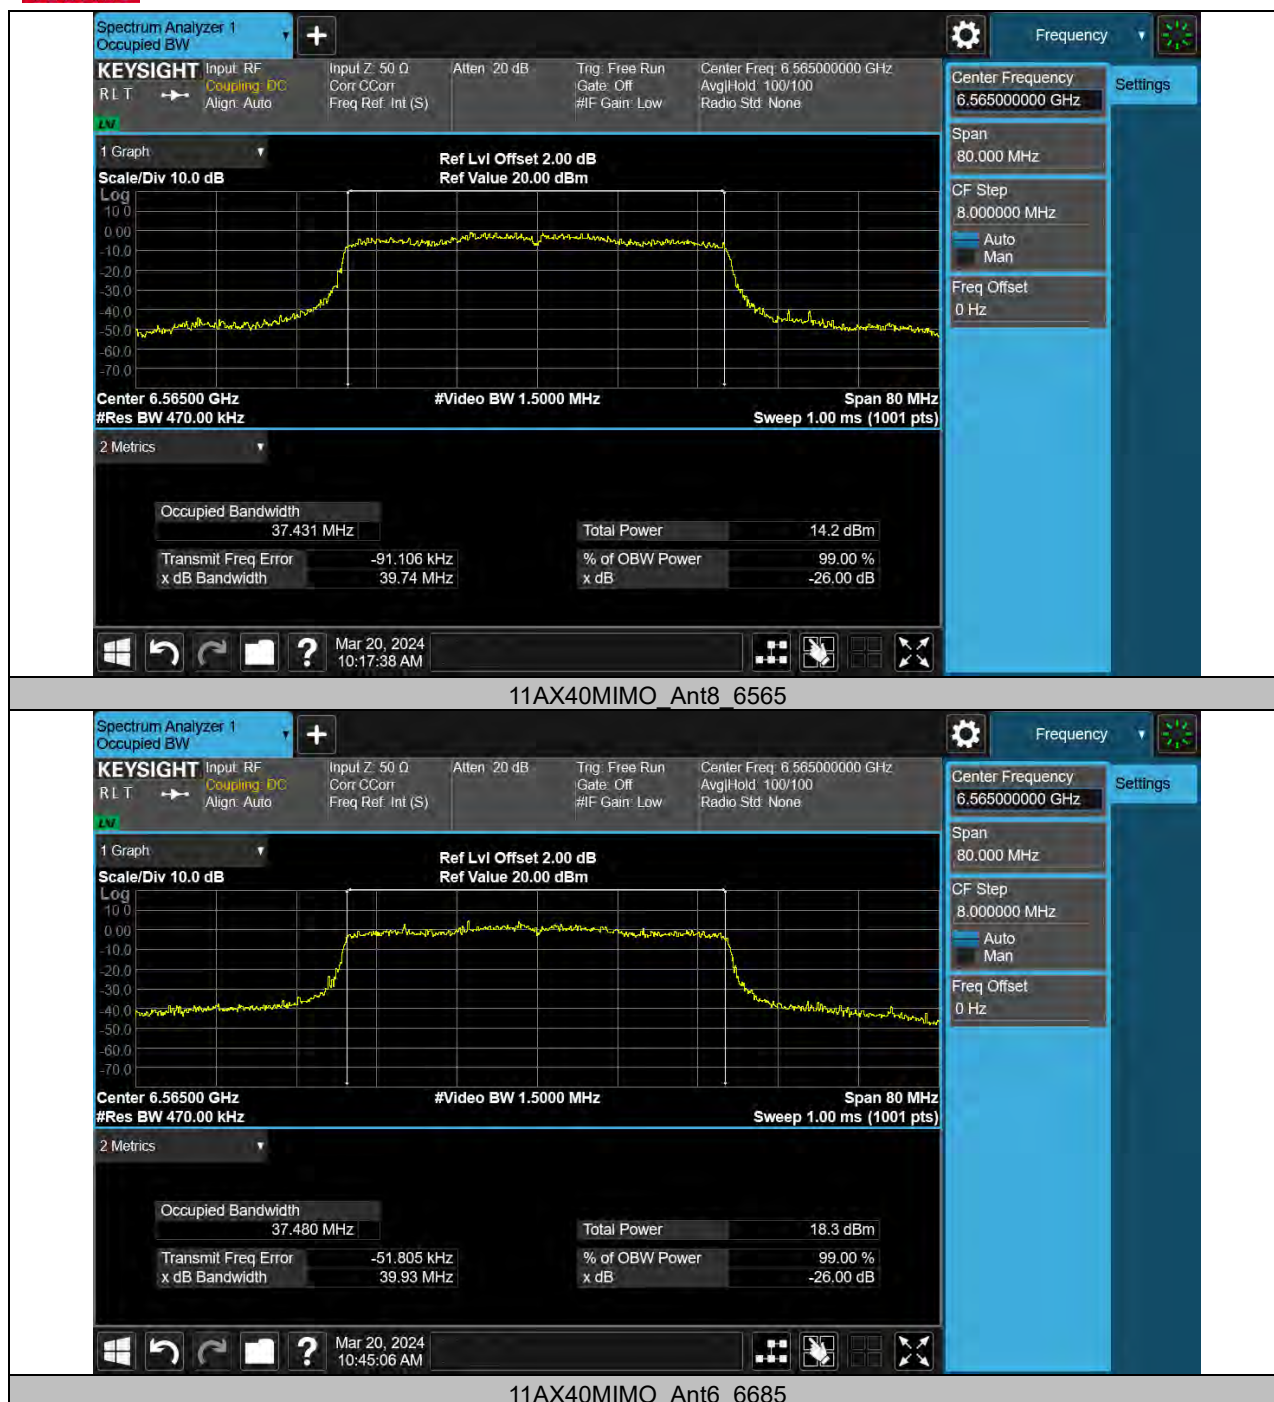 Spectrum Analyzer 1
Occupied BW
+
Frequency
KEYSIGHT
R L T
LNI
Input: RF
Coupling: DC
Align: Auto
Input Z: 50 Ω
Corr CCorr
Freq Ref: Int (S)
Atten: 20 dB
Trig: Free Run
Gate: Off
#IF Gain: Low
Center Freq: 6.565000000 GHz
Avg|Hold: 100/100
Radio Std: None
Center Frequency
6.565000000 GHz
Settings
Span
80.000 MHz
CF Step
8.000000 MHz
Auto
Man
Freq Offset
0 Hz
1 Graph
Scale/Div 10.0 dB
Ref Lvl Offset 2.00 dB
Ref Value 20.00 dBm
Log
10.0
0.00
-10.0
-20.0
-30.0
-40.0
-50.0
-60.0
-70.0
Center 6.56500 GHz
#Res BW 470.00 kHz
#Video BW 1.5000 MHz
Span 80 MHz
Sweep 1.00 ms (1001 pts)
2 Metrics
Occupied Bandwidth
37.431 MHz
Transmit Freq Error -91.106 kHz
x dB Bandwidth 39.74 MHz
Total Power 14.2 dBm
% of OBW Power 99.00 %
x dB -26.00 dB
?
Mar 20, 2024
10:17:38 AM
11AX40MIMO_Ant8_6565
Spectrum Analyzer 1
Occupied BW
+
Frequency
KEYSIGHT
R L T
LNI
Input: RF
Coupling: DC
Align: Auto
Input Z: 50 Ω
Corr CCorr
Freq Ref: Int (S)
Atten: 20 dB
Trig: Free Run
Gate: Off
#IF Gain: Low
Center Freq: 6.565000000 GHz
Avg|Hold: 100/100
Radio Std: None
Center Frequency
6.565000000 GHz
Settings
Span
80.000 MHz
CF Step
8.000000 MHz
Auto
Man
Freq Offset
0 Hz
1 Graph
Scale/Div 10.0 dB
Ref Lvl Offset 2.00 dB
Ref Value 20.00 dBm
Log
10.0
0.00
-10.0
-20.0
-30.0
-40.0
-50.0
-60.0
-70.0
Center 6.56500 GHz
#Res BW 470.00 kHz
#Video BW 1.5000 MHz
Span 80 MHz
Sweep 1.00 ms (1001 pts)
2 Metrics
Occupied Bandwidth
37.480 MHz
Transmit Freq Error -51.805 kHz
x dB Bandwidth 39.93 MHz
Total Power 18.3 dBm
% of OBW Power 99.00 %
x dB -26.00 dB
?
Mar 20, 2024
10:45:06 AM
11AX40MIMO_Ant6_6685